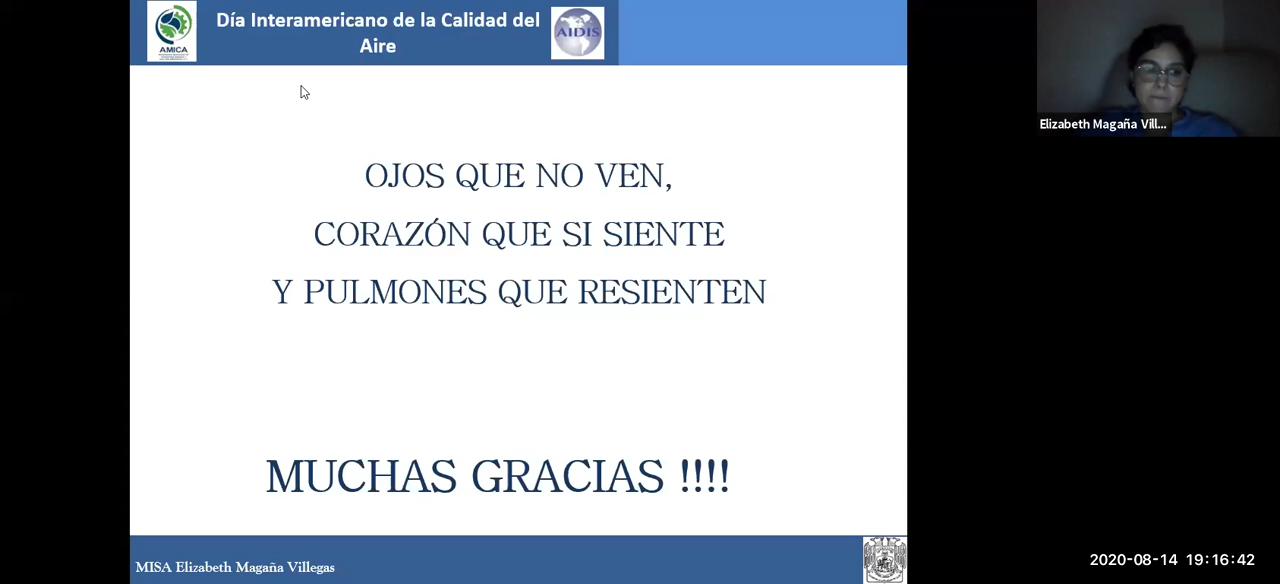 Día Interamericano de la Calidad del
Aire
AMICA
AIDIS
Elizabeth Magaña Vill...
OJOS QUE NO VEN,
CORAZÓN QUE SI SIENTE
Y PULMONES QUE RESIENTEN
MUCHAS GRACIAS !!!!
MISA Elizabeth Magaña Villegas
2020-08-14 19:16:42